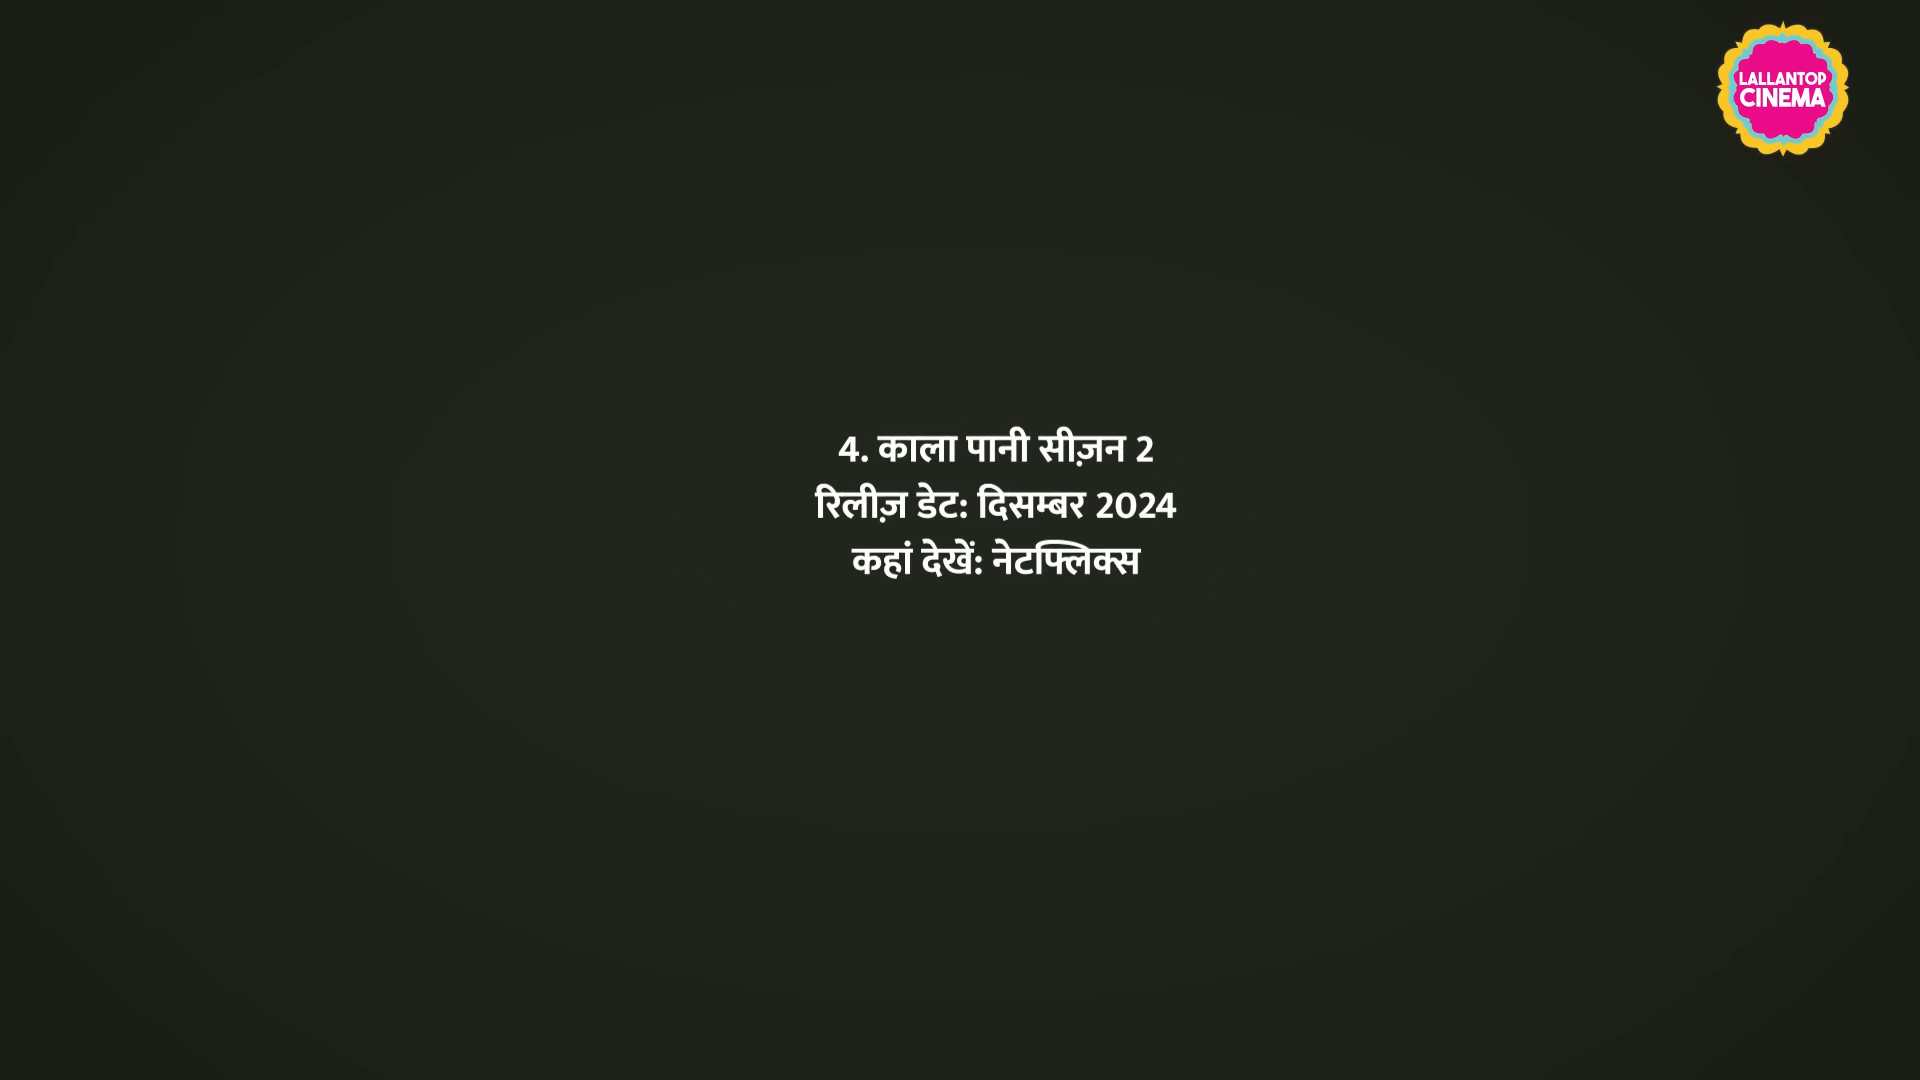 LALLANTOP
CINEMA
4. काला पानी सीज़न 2
रिलीज़ डेट: दिसम्बर 2024
कहां देखें: नेटफ्लिक्स